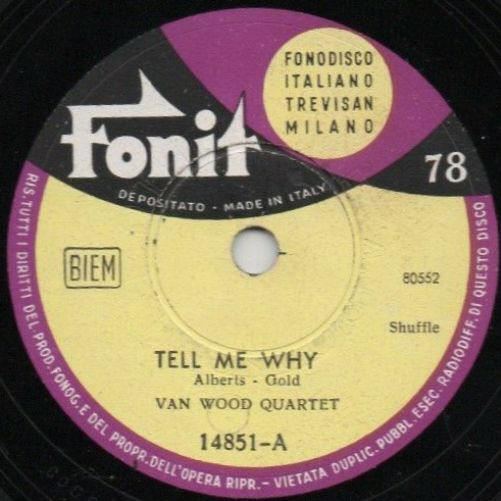 FONODISCO
ITALIANO
TREVISAN
MILANO
Fonit
78
DEPOSITATO - MADE IN ITALY
BIEM
80552
Shuffle
TELL ME WHY
Alberts - Gold
VAN WOOD QUARTET
14851-A
RIS. TUTTI I DIRITTI DEL PROD. FONOG. E DEL PROPR. DELL'OPERA RIPR. - VIETATA DUPLIC. PUBBL. ESEC. RADIODIFF. DI QUESTO DISCO